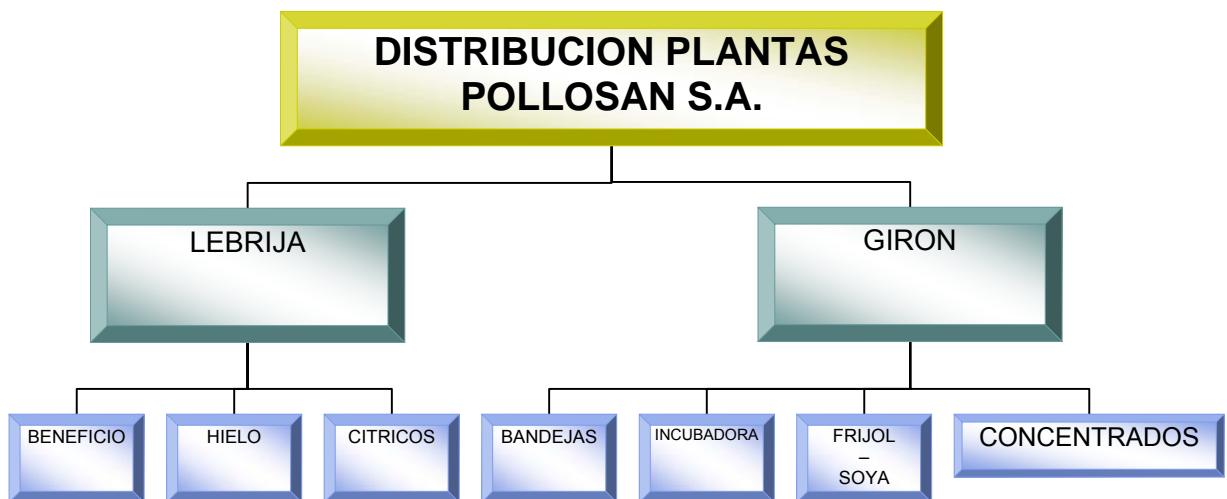 DISTRIBUCION PLANTAS
POLLOSAN S.A.
LEBRIJA
GIRON
BENEFICIO
HIELO
CITRICOS
BANDEJAS
INCUBADORA
FRIJOL
–
SOYA
CONCENTRADOS